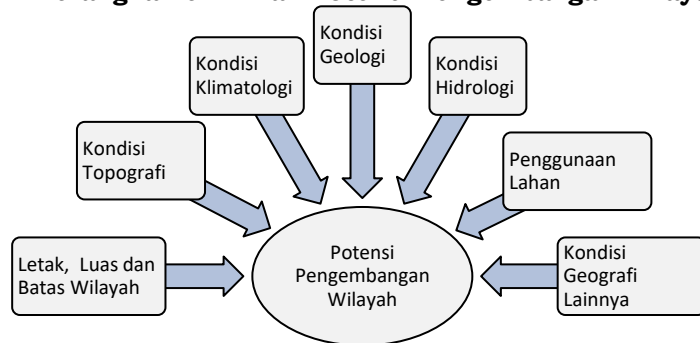 Kondisi
Geologi
Kondisi
Klimatologi
Kondisi
Hidrologi
Kondisi
Topografi
Penggunaan
Lahan
Letak, Luas dan
Batas Wilayah
Potensi
Pengembangan
Wilayah
Kondisi
Geografi
Lainnya